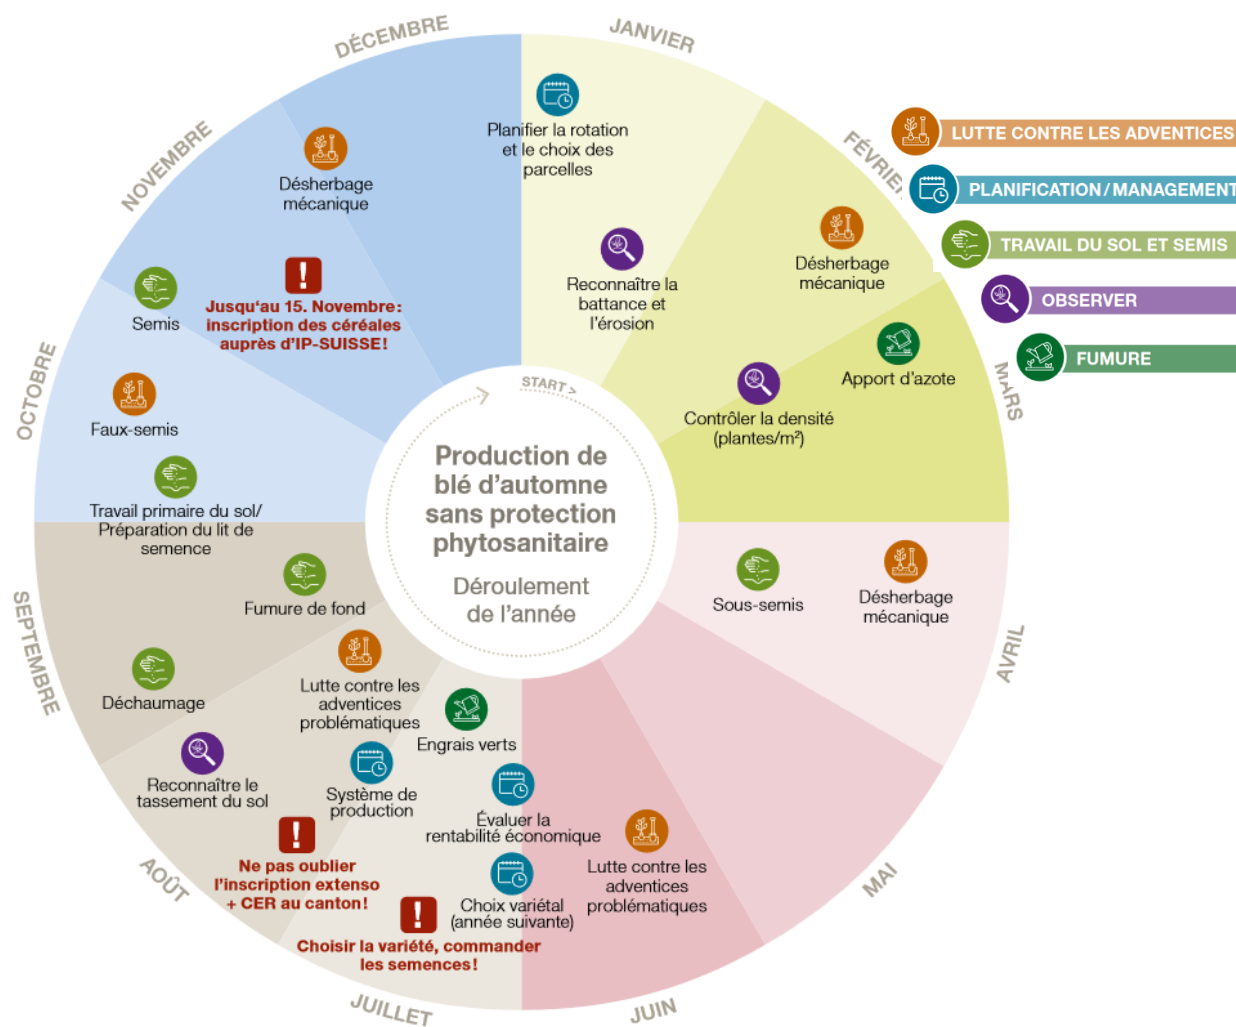 DÉCEMBRE
JANVIER
NOVEMBRE
FÉVRIER
OCTOBRE
MARS
SEPTEMBRE
AVRIL
AOÛT
MAI
JUILLET
JUIN
LUTTE CONTRE LES ADVENTICES
PLANIFICATION/MANAGEMENT
TRAVAIL DU SOL ET SEMIS
OBSERVER
FUMURE
Planifier la rotation
et le choix des
parcelles
Reconnaître la
battance et
l'érosion
Désherbage
mécanique
Apport d'azote
Contrôler la densité
(plantes/m²)
Sous-semis
Désherbage
mécanique
Lutte contre les
adventices
problématiques
Engrais verts
Évaluer la
rentabilité économique
Choix variétal
(année suivante)
!
Choisir la variété, commander
les semences!
Lutte contre les
adventices
problématiques
Système de
production
Reconnaître le
tassement du sol
!
Ne pas oublier
l'inscription extenso
+ CER au canton!
Fumure de fond
Déchaumage
Travail primaire du sol/
Préparation du lit de
semence
Faux-semis
Semis
!
Jusqu'au 15. Novembre:
inscription des céréales
auprès d'IP-SUISSE!
Désherbage
mécanique
START >
Production de
blé d'automne
sans protection
phytosanitaire
Déroulement
de l'année